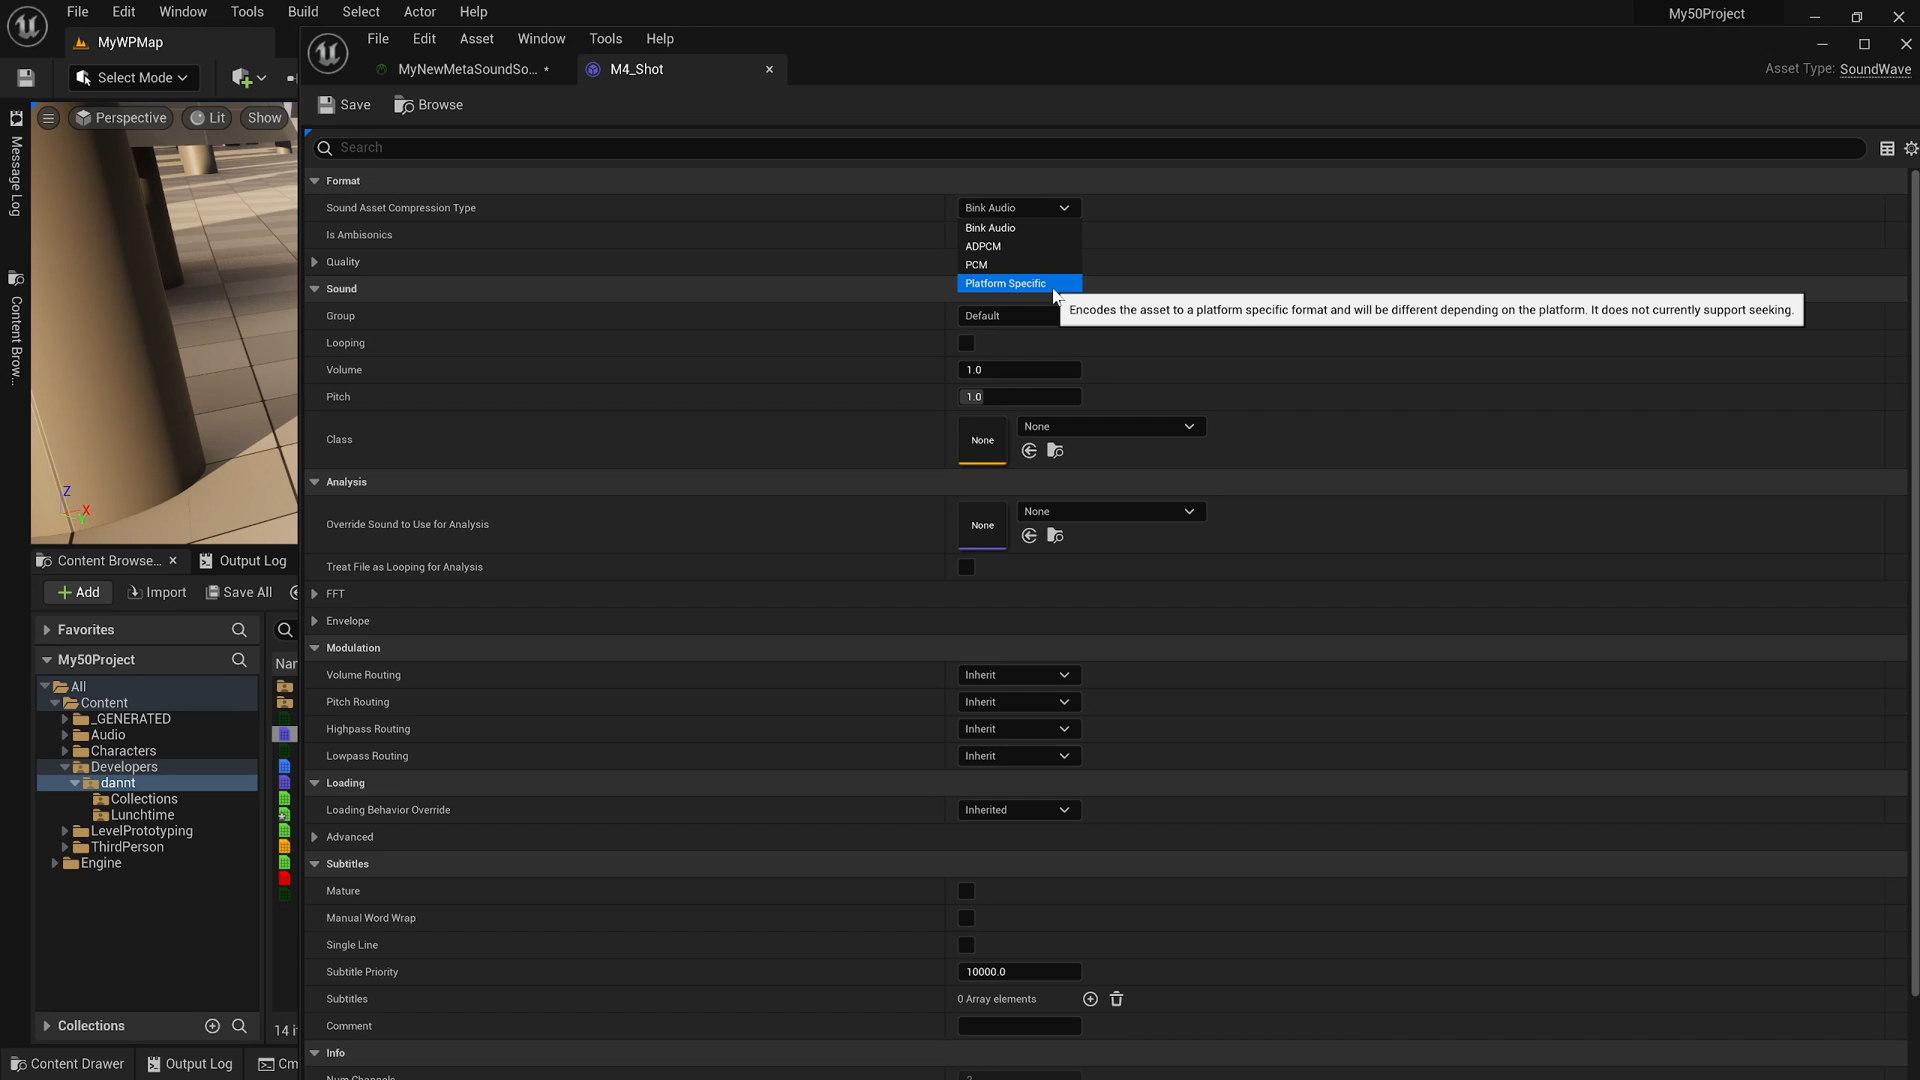 File Edit Window Tools Build Select Actor Help
My50Project
MyWPMap
File Edit Asset Window Tools Help
MyNewMetaSoundSo... *
M4_Shot
Asset Type: SoundWave
Select Mode
Save Browse
Perspective Lit Show
Message Log
Content Brow...
Search
Format
Sound Asset Compression Type
Bink Audio
Bink Audio
ADPCM
PCM
Platform Specific
Encodes the asset to a platform specific format and will be different depending on the platform. It does not currently support seeking.
Is Ambisonics
Quality
Sound
Group Default
Looping
Volume 1.0
Pitch 1.0
Class None None
Analysis
Override Sound to Use for Analysis None None
Treat File as Looping for Analysis
FFT
Envelope
Modulation
Volume Routing Inherit
Pitch Routing Inherit
Highpass Routing Inherit
Lowpass Routing Inherit
Loading
Loading Behavior Override Inherited
Advanced
Subtitles
Mature
Manual Word Wrap
Single Line
Subtitle Priority 10000.0
Subtitles 0 Array elements
Comment
Info
Num Channels 2
Z
X
Y
Content Browse... Output Log
Add Import Save All
Favorites
My50Project
All
Content
_GENERATED
Audio
Characters
Developers
dannt
Collections
Lunchtime
LevelPrototyping
ThirdPerson
Engine
Collections
Content Drawer Output Log